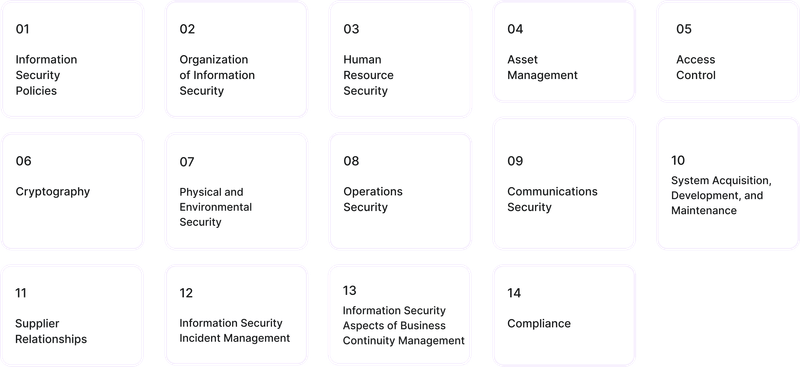 01
Information
Security
Policies
02
Organization
of Information
Security
03
Human
Resource
Security
04
Asset
Management
05
Access
Control
06
Cryptography
07
Physical and
Environmental
Security
08
Operations
Security
09
Communications
Security
10
System Acquisition,
Development, and
Maintenance
11
Supplier
Relationships
12
Information Security
Incident Management
13
Information Security
Aspects of Business
Continuity Management
14
Compliance